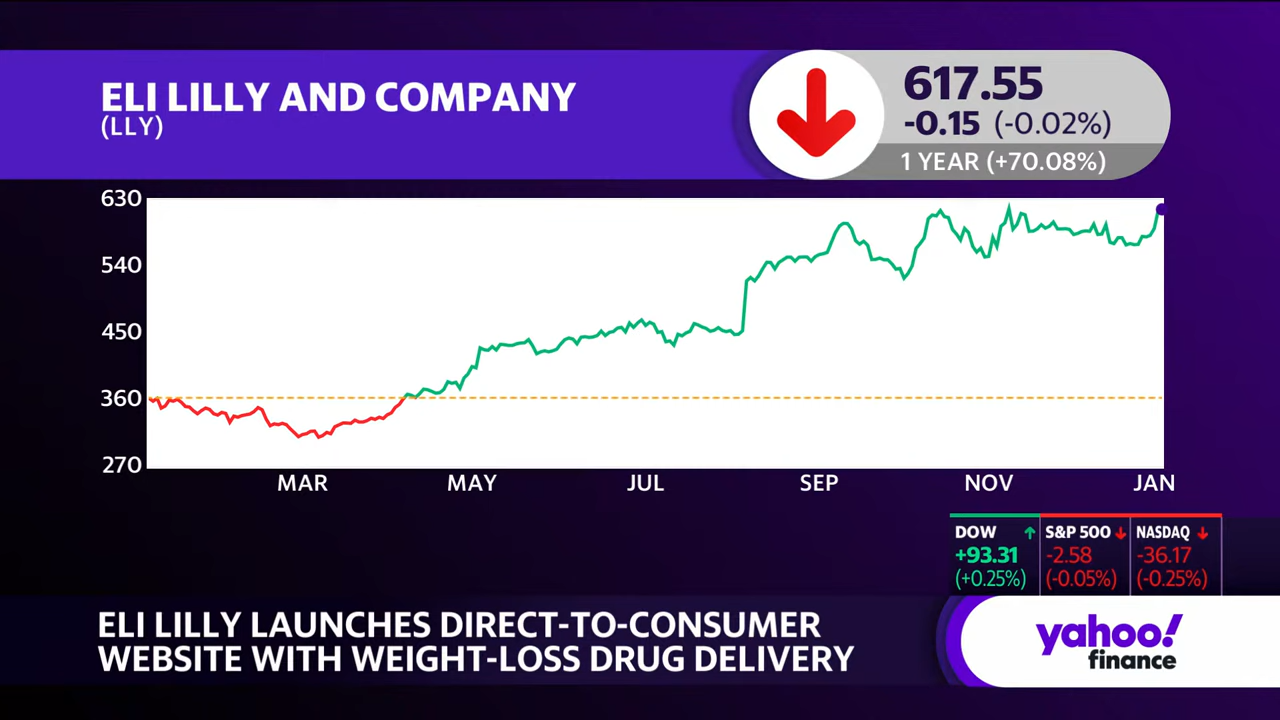 ELI LILLY AND COMPANY
(LLY)
617.55
-0.15 (-0.02%)
1 YEAR (+70.08%)
630
540
450
360
270
MAR MAY JUL SEP NOV JAN
DOW S&P 500 NASDAQ
+93.31 -2.58 -36.17
(+0.25%) (-0.05%) (-0.25%)
ELI LILLY LAUNCHES DIRECT-TO-CONSUMER
WEBSITE WITH WEIGHT-LOSS DRUG DELIVERY
yahoo!
finance